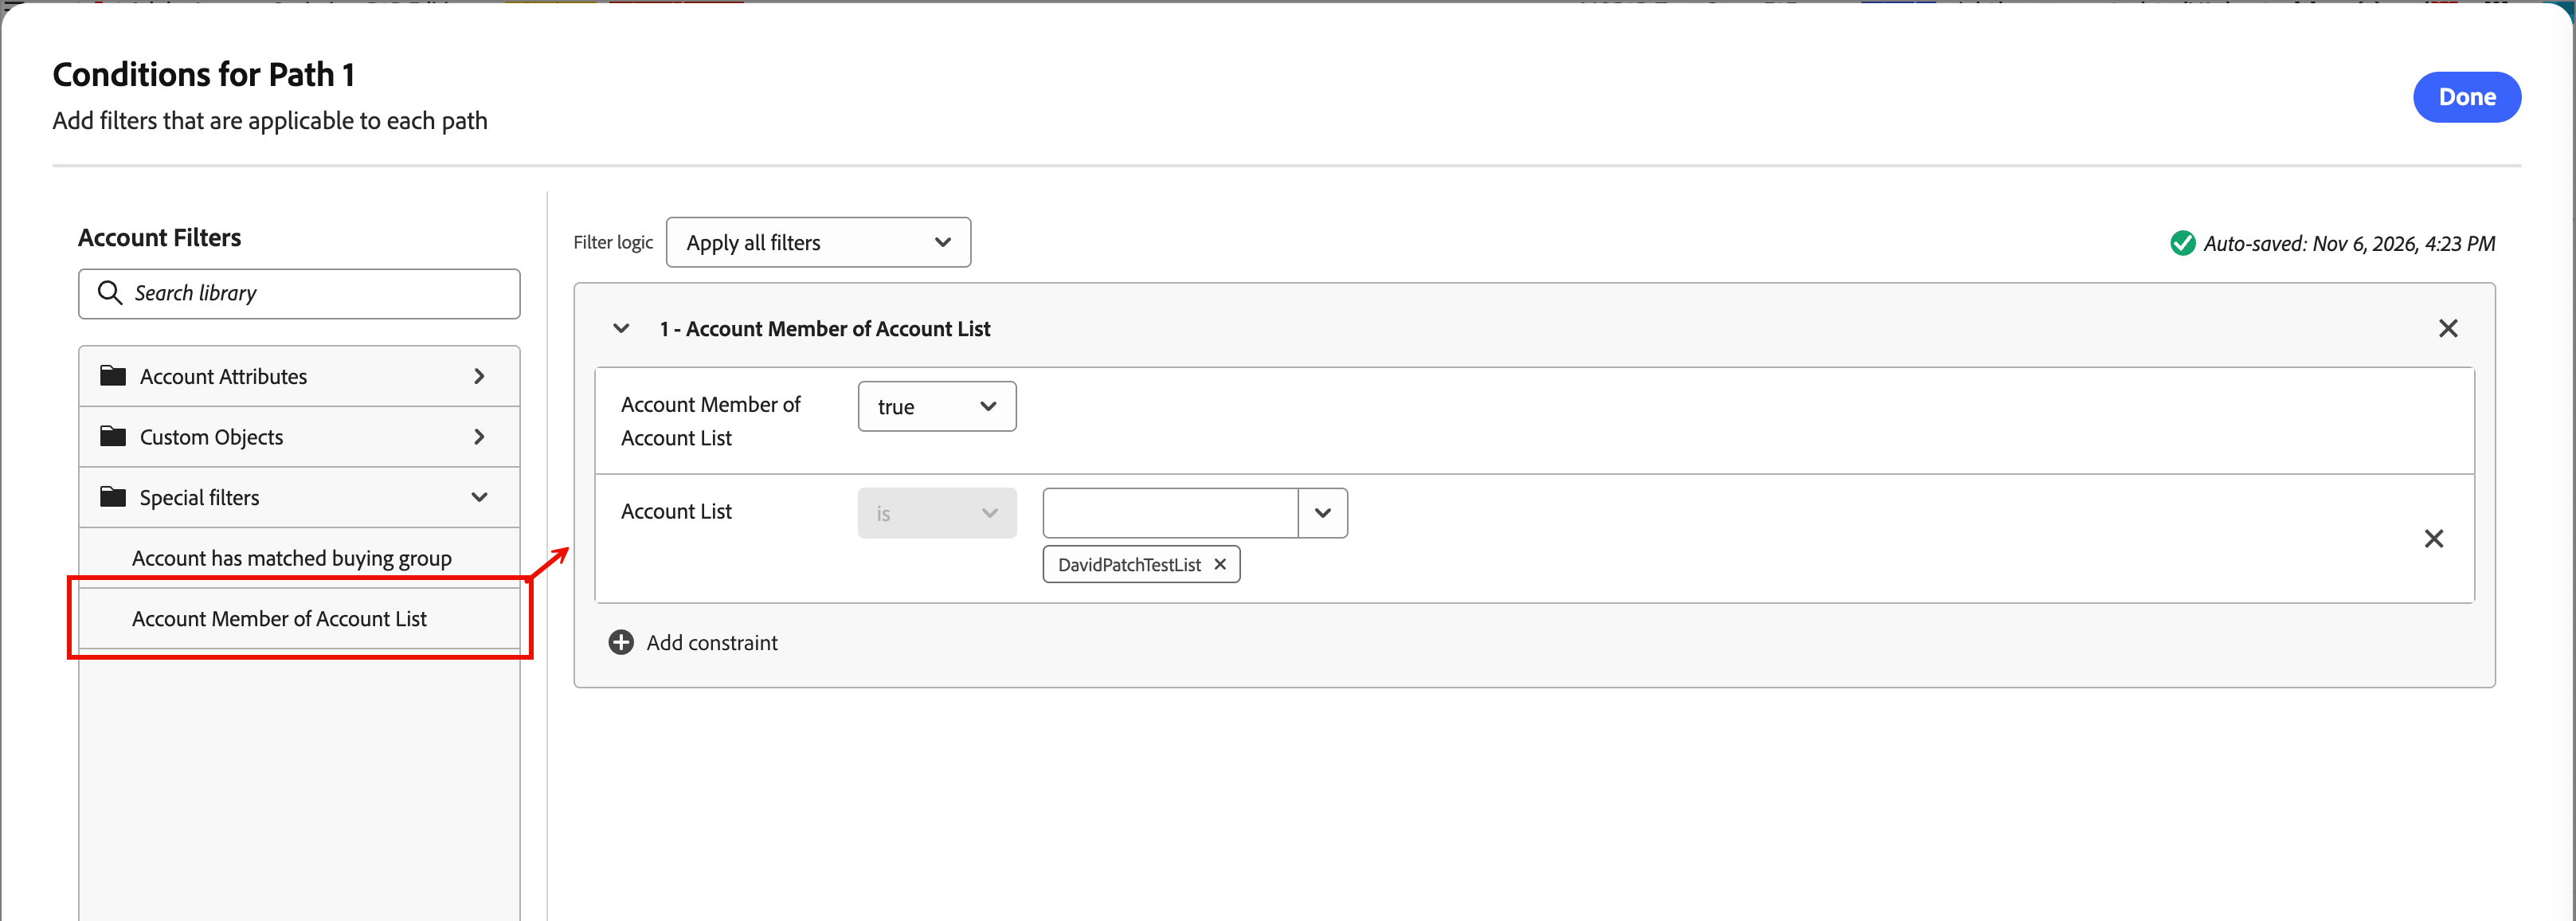 Conditions for Path 1
Add filters that are applicable to each path
Done
Account Filters
Search library
Account Attributes
Custom Objects
Special filters
Account has matched buying group
Account Member of Account List
Filter logic
Apply all filters
Auto-saved: Nov 6, 2026, 4:23 PM
1 - Account Member of Account List
Account Member of
Account List
true
Account List
is
DavidPatchTestList
Add constraint